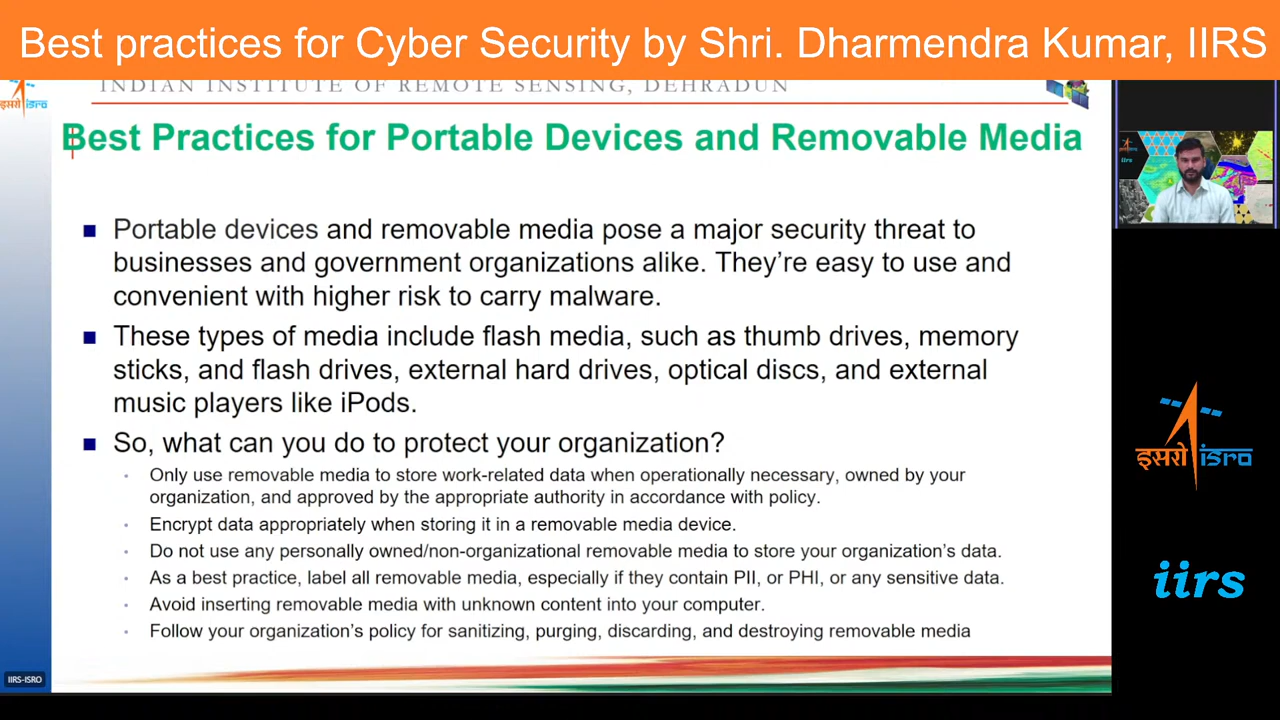 Best practices for Cyber Security by Shri. Dharmendra Kumar, IIRS
INDIAN INSTITUTE OF REMOTE SENSING, DEHRADUN
इसरो isro
Best Practices for Portable Devices and Removable Media
Portable devices and removable media pose a major security threat to
businesses and government organizations alike. They’re easy to use and
convenient with higher risk to carry malware.
These types of media include flash media, such as thumb drives, memory
sticks, and flash drives, external hard drives, optical discs, and external
music players like iPods.
So, what can you do to protect your organization?
Only use removable media to store work-related data when operationally necessary, owned by your
organization, and approved by the appropriate authority in accordance with policy.
Encrypt data appropriately when storing it in a removable media device.
Do not use any personally owned/non-organizational removable media to store your organization’s data.
As a best practice, label all removable media, especially if they contain PII, or PHI, or any sensitive data.
Avoid inserting removable media with unknown content into your computer.
Follow your organization’s policy for sanitizing, purging, discarding, and destroying removable media
IIRS-ISRO
iirs
इसरो isro
iirs